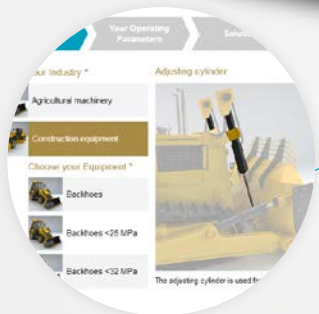 Your Operating
Parameters
Solution
our Industry *
Adjusting cylinder
Agricultural machinery
Construction equipment
Choose your Equipment *
Backhoes
Backhoes <25 MPa
Backhoes <32 MPa
The adjusting cylinder is used